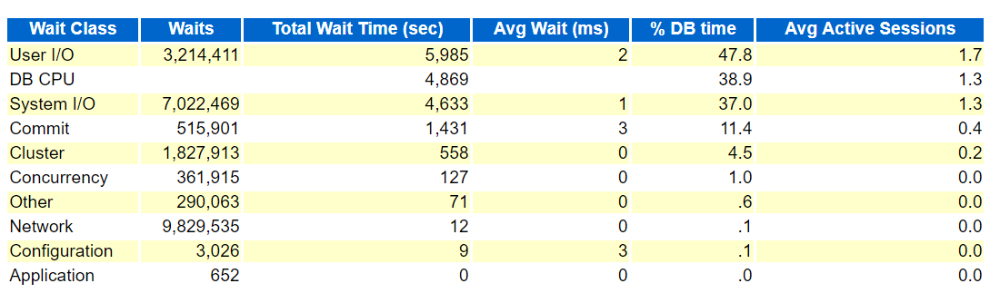 Wait Class Waits Total Wait Time (sec) Avg Wait (ms) % DB time Avg Active Sessions
User I/O 3,214,411 5,985 2 47.8 1.7
DB CPU 4,869 38.9 1.3
System I/O 7,022,469 4,633 1 37.0 1.3
Commit 515,901 1,431 3 11.4 0.4
Cluster 1,827,913 558 0 4.5 0.2
Concurrency 361,915 127 0 1.0 0.0
Other 290,063 71 0 .6 0.0
Network 9,829,535 12 0 .1 0.0
Configuration 3,026 9 3 .1 0.0
Application 652 0 0 .0 0.0